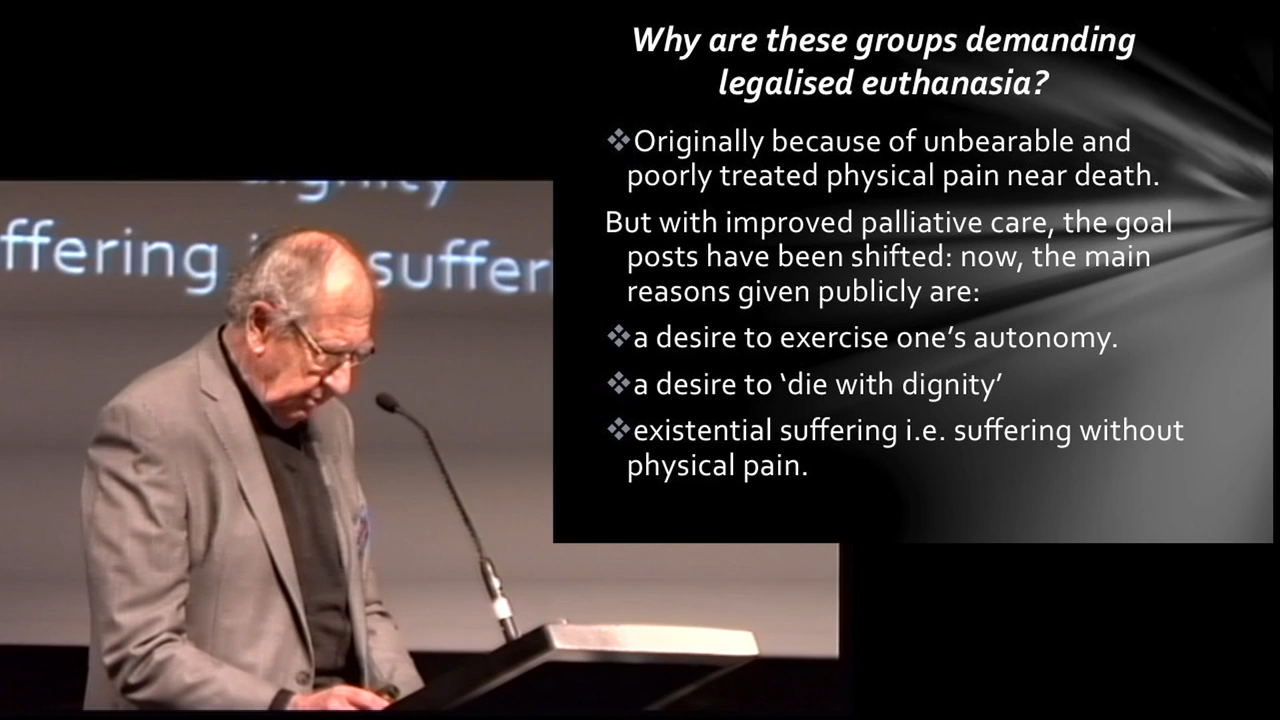 Why are these groups demanding
legalised euthanasia?
❖Originally because of unbearable and
poorly treated physical pain near death.
But with improved palliative care, the goal
posts have been shifted: now, the main
reasons given publicly are:
❖a desire to exercise one’s autonomy.
❖a desire to ‘die with dignity’
❖existential suffering i.e. suffering without
physical pain.
dignity
ffering suffer